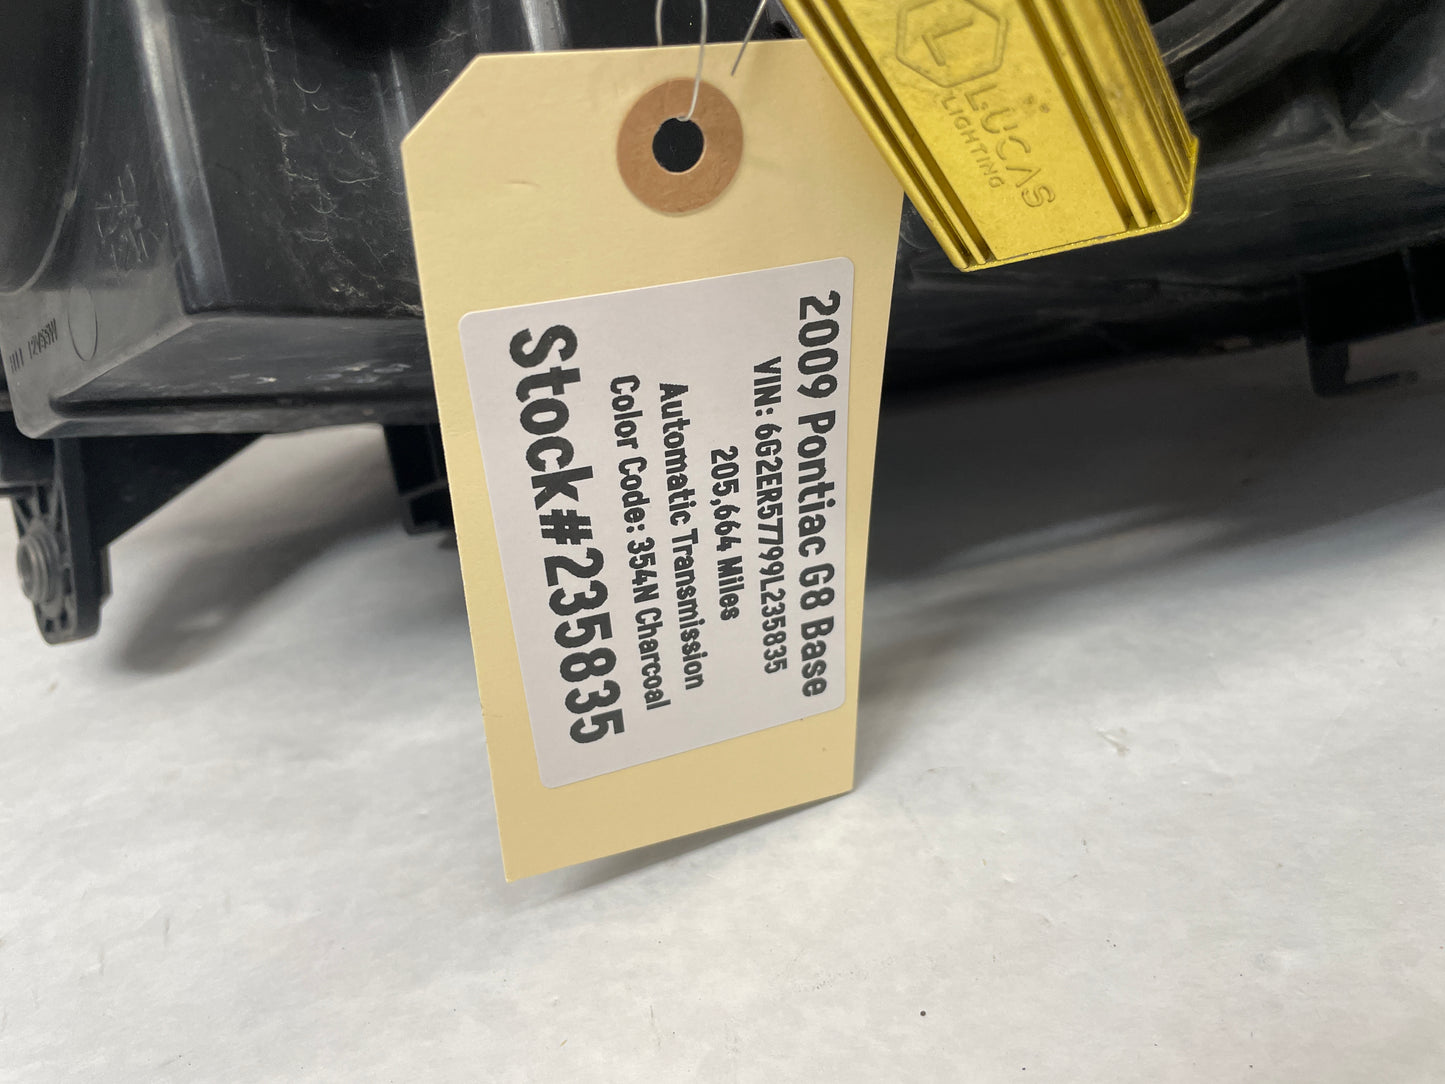 2009 Pontiac G8 Base
VIN: 6G2ER57799L235835
205,664 Miles
Automatic Transmission
Color Code: 354N Charcoal
Stock#235835
L
LUCAS
LIGHTING